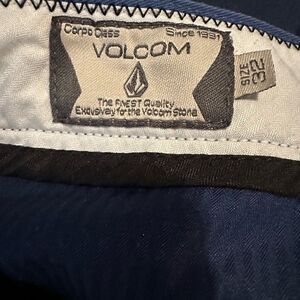 Corpo Class Since 1991
VOLCOM
The FINEST Quality
Exclusively for the Volcom Stone
SIZE
32